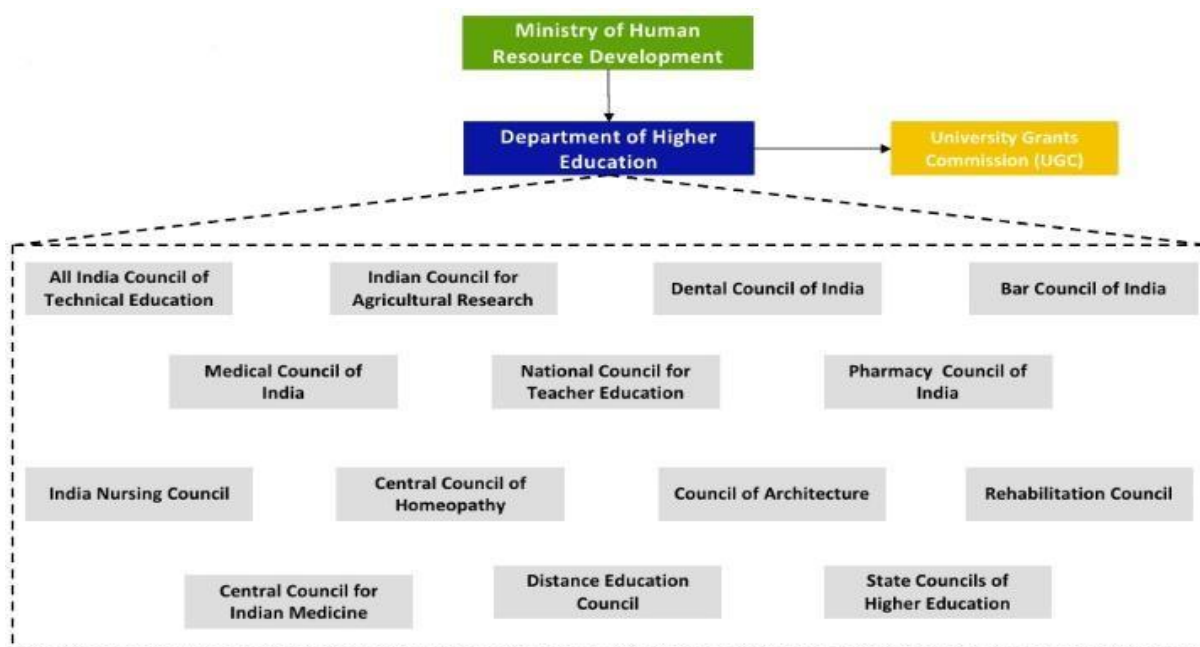 Ministry of Human
Resource Development
Department of Higher
Education
University Grants
Commission (UGC)
All India Council of
Technical Education
Indian Council for
Agricultural Research
Dental Council of India
Bar Council of India
Medical Council of
India
National Council for
Teacher Education
Pharmacy Council of
India
India Nursing Council
Central Council of
Homeopathy
Council of Architecture
Rehabilitation Council
Central Council for
Indian Medicine
Distance Education
Council
State Councils of
Higher Education